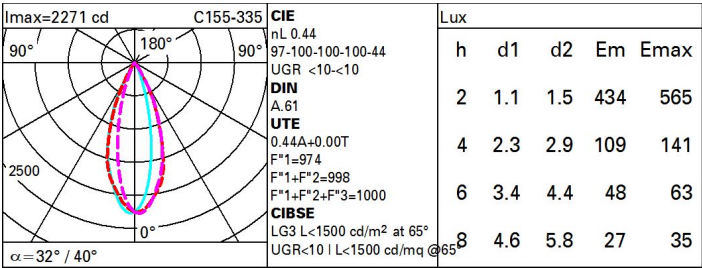 Imax=2271 cd C155-335
90° 180° 90°
2500
0°
α=32° / 40°
CIE
nL 0.44
97-100-100-100-44
UGR <10-<10
DIN
A.61
UTE
0.44A+0.00T
F"1=974
F"1+F"2=998
F"1+F"2+F"3=1000
CIBSE
LG3 L<1500 cd/m² at 65°
UGR<10 | L<1500 cd/mq @65°
Lux
h d1 d2 Em Emax
2 1.1 1.5 434 565
4 2.3 2.9 109 141
6 3.4 4.4 48 63
8 4.6 5.8 27 35